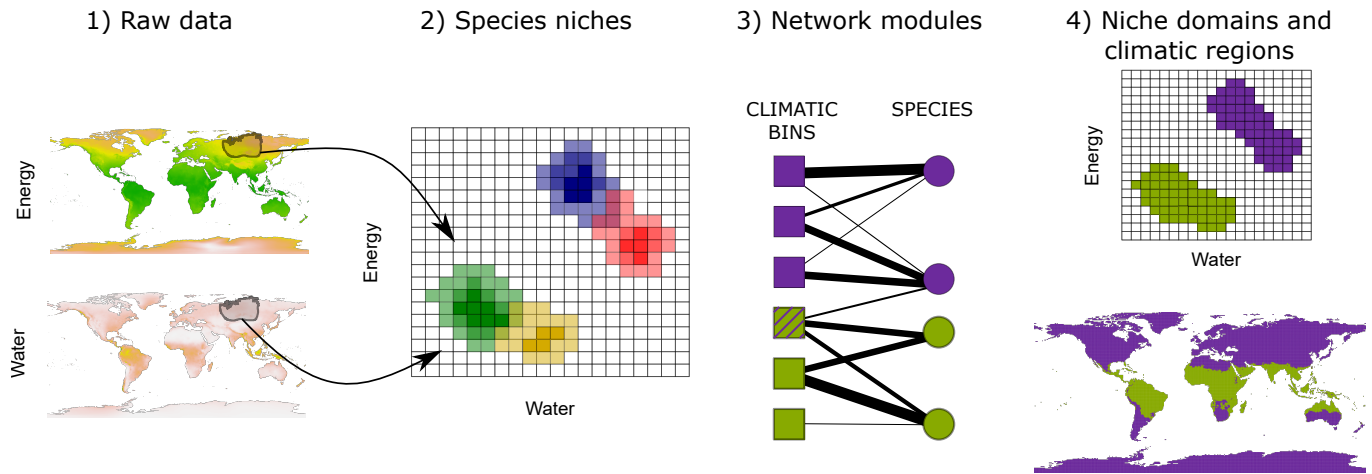 1) Raw data
2) Species niches
3) Network modules
4) Niche domains and
climatic regions
Energy
Water
Energy
Water
CLIMATIC
BINS
SPECIES
Energy
Water